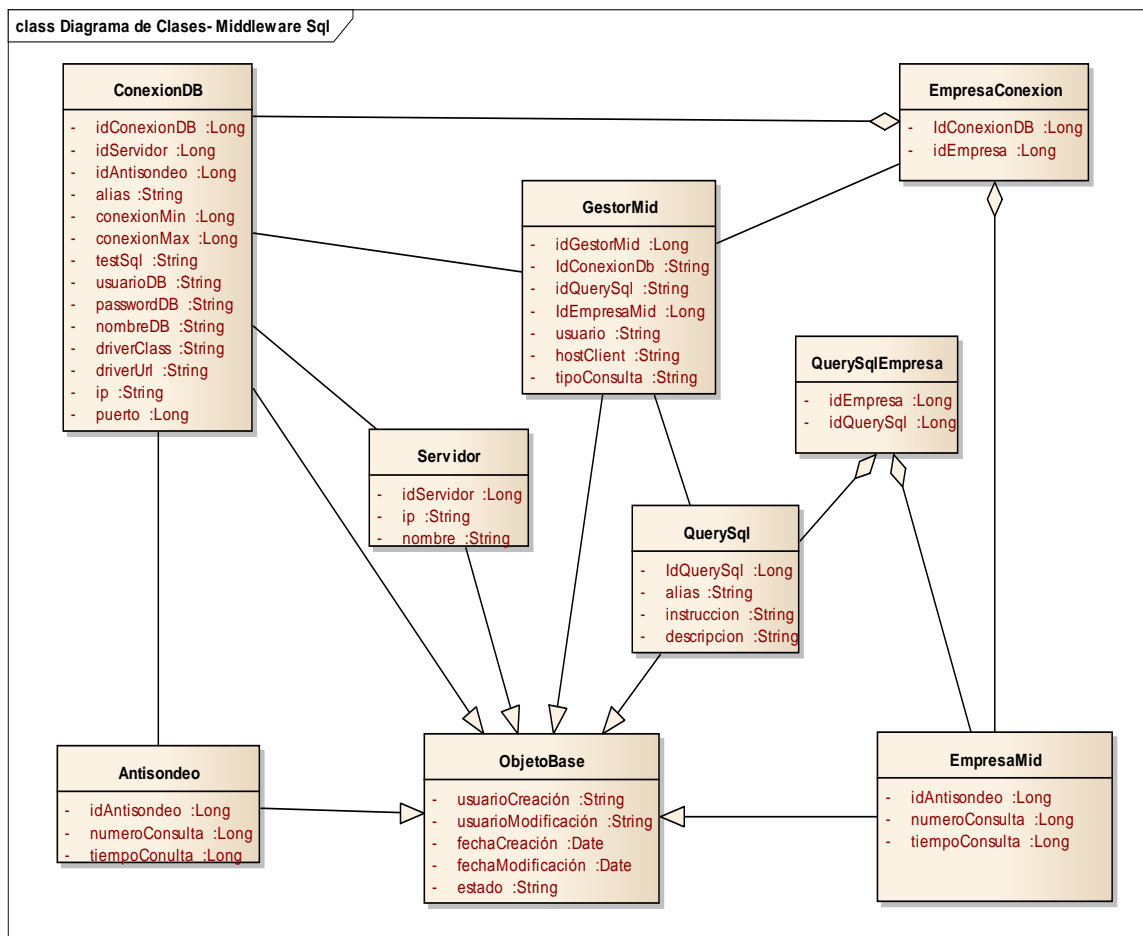 class Diagrama de Clases- Middleware Sql
ConexionDB
- idConexionDB :Long
- idServidor :Long
- idAntisondeo :Long
- alias :String
- conexionMin :Long
- conexionMax :Long
- testSql :String
- usuarioDB :String
- passwordDB :String
- nombreDB :String
- driverClass :String
- driverUrl :String
- ip :String
- puerto :Long
EmpresaConexion
- IdConexionDB :Long
- idEmpresa :Long
GestorMid
- idGestorMid :Long
- IdConexionDb :String
- idQuerySql :String
- IdEmpresaMid :Long
- usuario :String
- hostClient :String
- tipoConsulta :String
QuerySqlEmpresa
- idEmpresa :Long
- idQuerySql :Long
Servidor
- idServidor :Long
- ip :String
- nombre :String
QuerySql
- IdQuerySql :Long
- alias :String
- instruccion :String
- descripcion :String
Antisondeo
- idAntisondeo :Long
- numeroConsulta :Long
- tiempoConulta :Long
ObjetoBase
- usuarioCreación :String
- usuarioModificación :String
- fechaCreación :Date
- fechaModificación :Date
- estado :String
EmpresaMid
- idAntisondeo :Long
- numeroConsulta :Long
- tiempoConsulta :Long